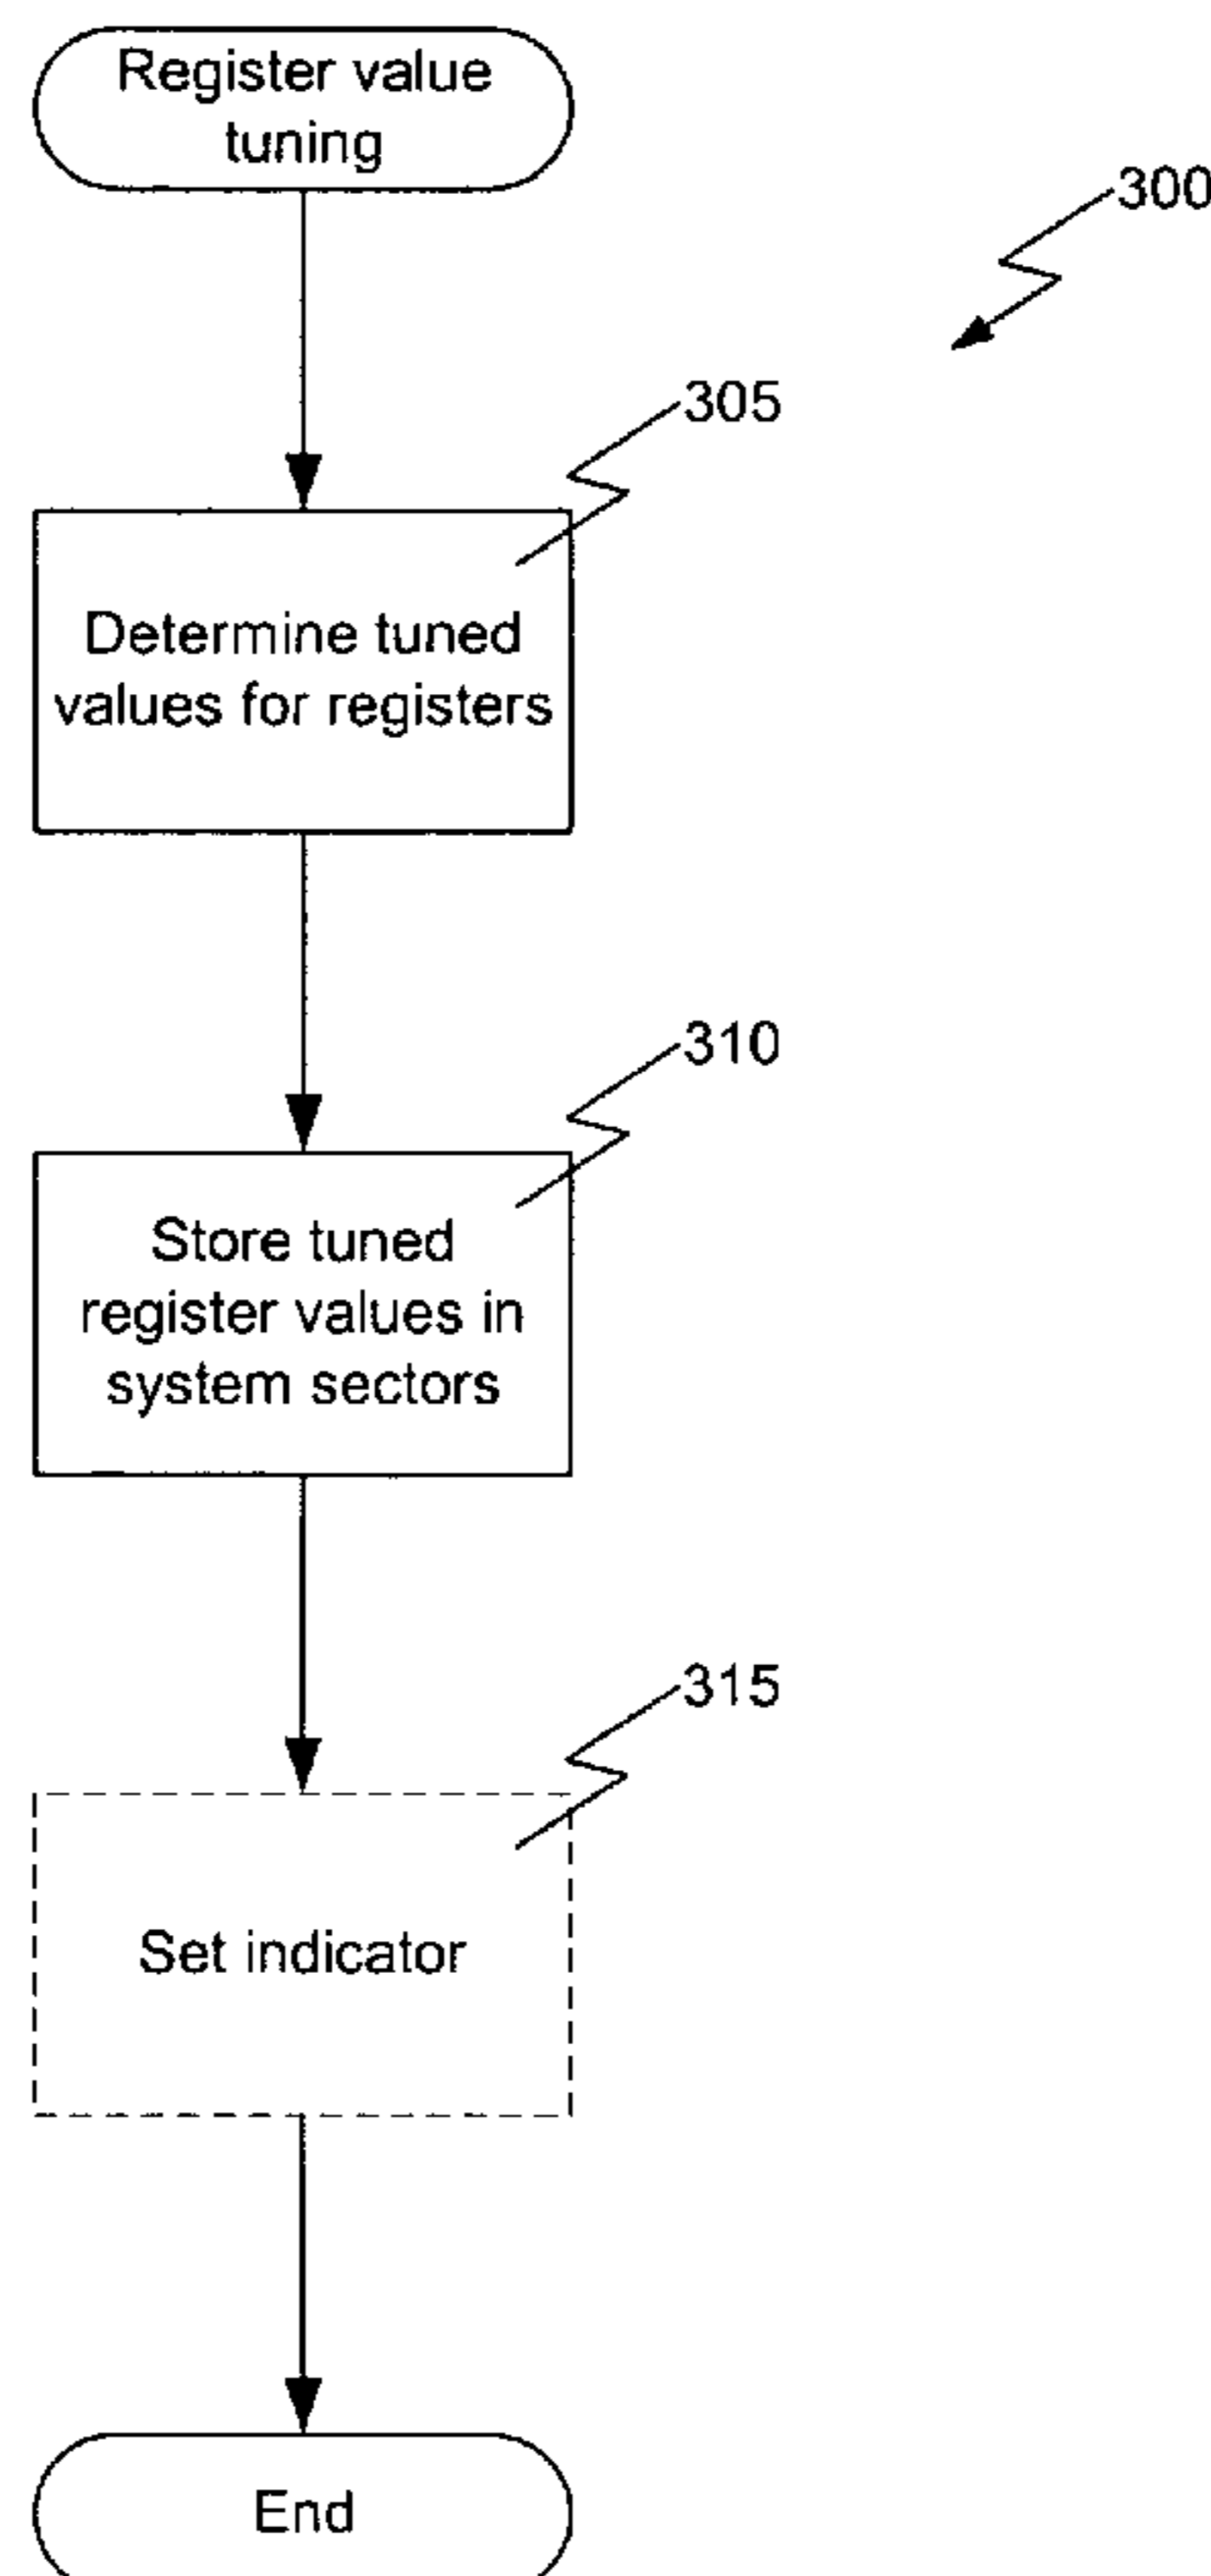 Register value
tuning
300
305
Determine tuned
values for registers
310
Store tuned
register values in
system sectors
315
Set indicator
End